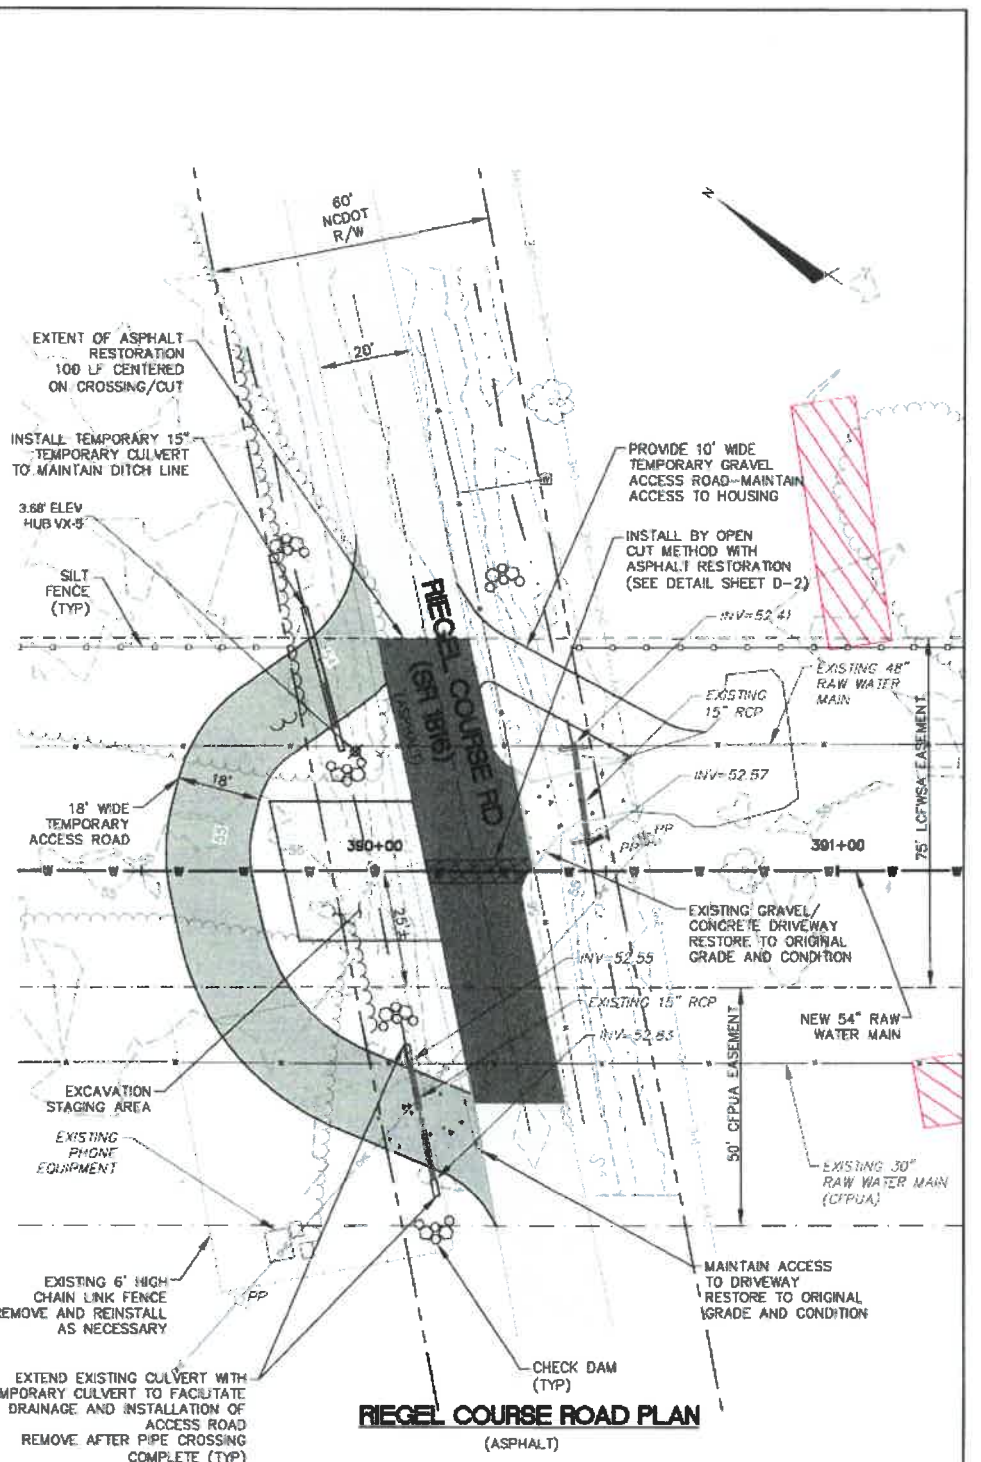 60'
NCDOT
R/W
N
EXTENT OF ASPHALT
RESTORATION
100 LF CENTERED
ON CROSSING/CUT
20'
INSTALL TEMPORARY 15"
TEMPORARY CULVERT
TO MAINTAIN DITCH LINE
PROVIDE 10' WIDE
TEMPORARY GRAVEL
ACCESS ROAD-MAINTAIN
ACCESS TO HOUSING
3.68' ELEV
HUB VX-5
INSTALL BY OPEN
CUT METHOD WITH
ASPHALT RESTORATION
(SEE DETAIL SHEET D-2)
SILT
FENCE
(TYP)
RIEGEL COURSE RD
(SR 1816)
(ASPHALT)
INV=52.41
EXISTING 48"
RAW WATER
MAIN
EXISTING
15" RCP
INV=52.57
18'
18' WIDE
TEMPORARY
ACCESS ROAD
75' LCFWSA EASEMENT
PP
PP
390+00
391+00
W
25'±
EXISTING GRAVEL/
CONCRETE DRIVEWAY
RESTORE TO ORIGINAL
GRADE AND CONDITION
INV=52.55
EXISTING 15" RCP
INV=52.83
NEW 54" RAW
WATER MAIN
50' CFPUA EASEMENT
EXCAVATION
STAGING AREA
EXISTING
PHONE
EQUIPMENT
EXISTING 30"
RAW WATER MAIN
(CFPUA)
EXISTING 6' HIGH
CHAIN LINK FENCE
REMOVE AND REINSTALL
AS NECESSARY
PP
MAINTAIN ACCESS
TO DRIVEWAY
RESTORE TO ORIGINAL
GRADE AND CONDITION
EXTEND EXISTING CULVERT WITH
MPORARY CULVERT TO FACILITATE
DRAINAGE AND INSTALLATION OF
ACCESS ROAD
REMOVE AFTER PIPE CROSSING
COMPLETE (TYP)
CHECK DAM
(TYP)
RIEGEL COURSE ROAD PLAN
(ASPHALT)